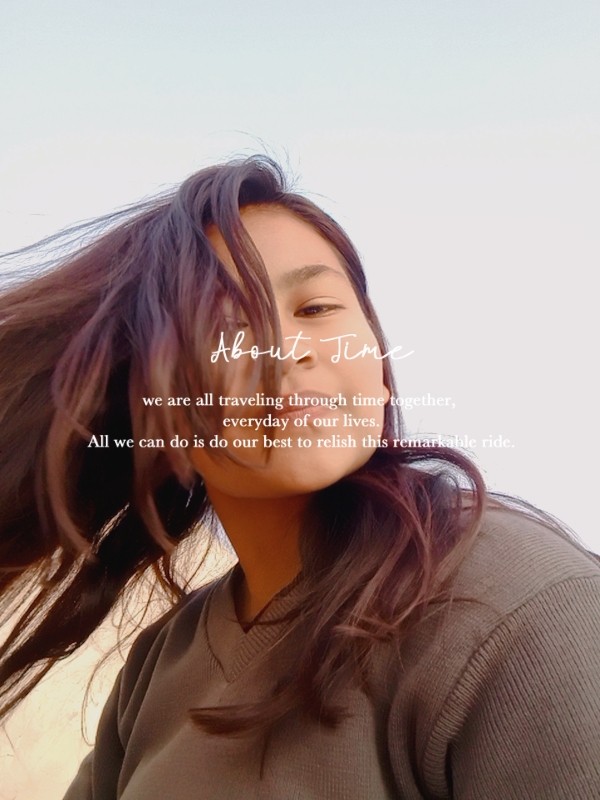 About Time
we are all traveling through time together,
everyday of our lives.
All we can do is do our best to relish this remarkable ride.